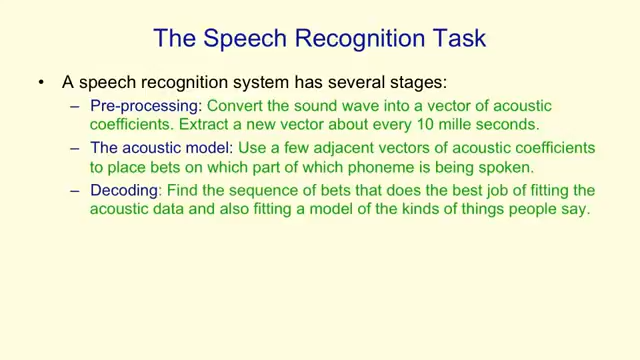 The Speech Recognition Task
• A speech recognition system has several stages:
– Pre-processing: Convert the sound wave into a vector of acoustic
coefficients. Extract a new vector about every 10 mille seconds.
– The acoustic model: Use a few adjacent vectors of acoustic coefficients
to place bets on which part of which phoneme is being spoken.
– Decoding: Find the sequence of bets that does the best job of fitting the
acoustic data and also fitting a model of the kinds of things people say.